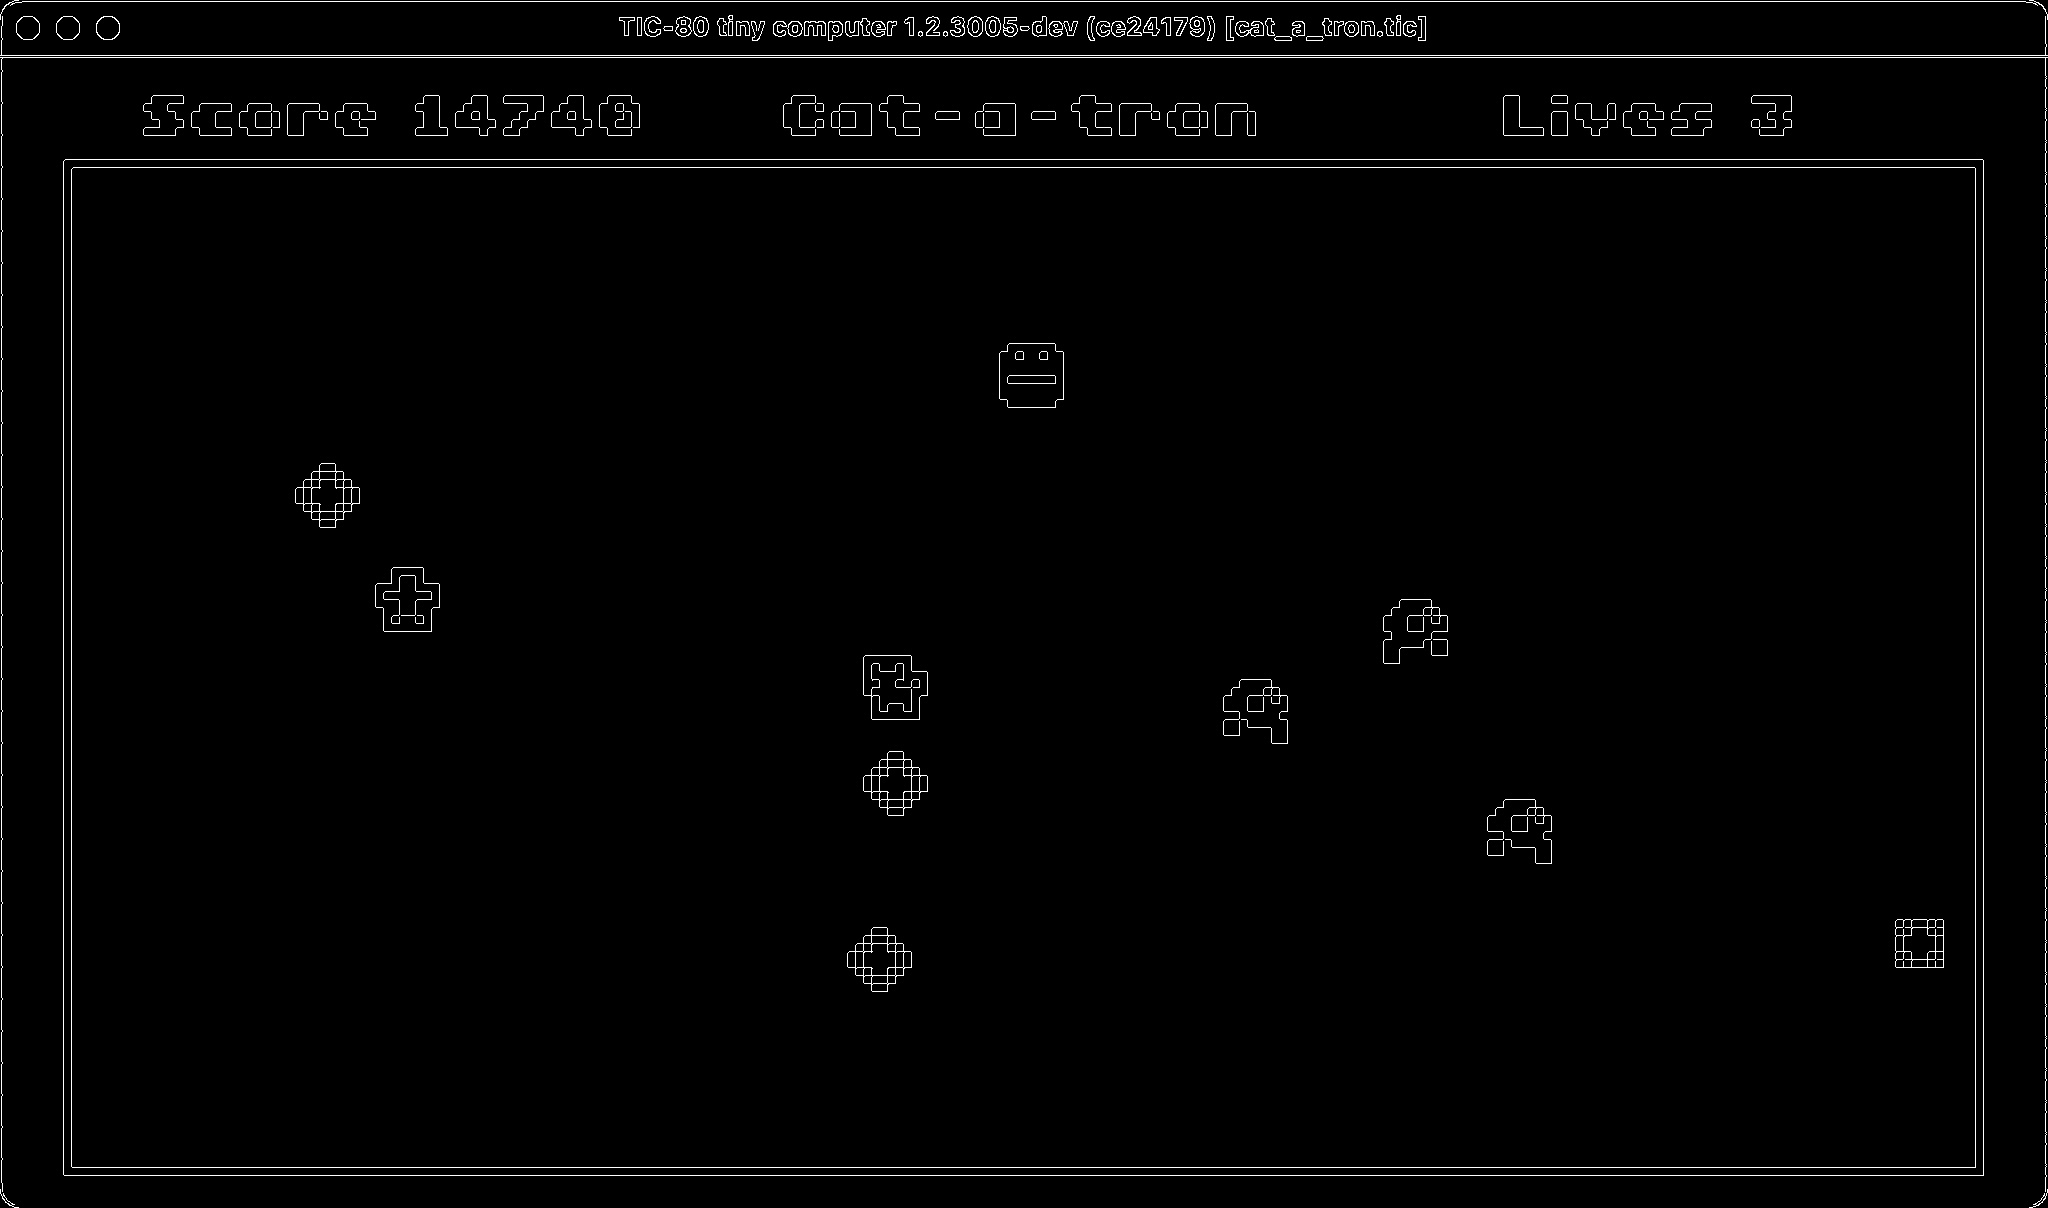 TIC-80 tiny computer 1.2.3005-dev (ce24179) [cat_a_tron.tic]
Score 14740 Cat-a-tron Lives 3